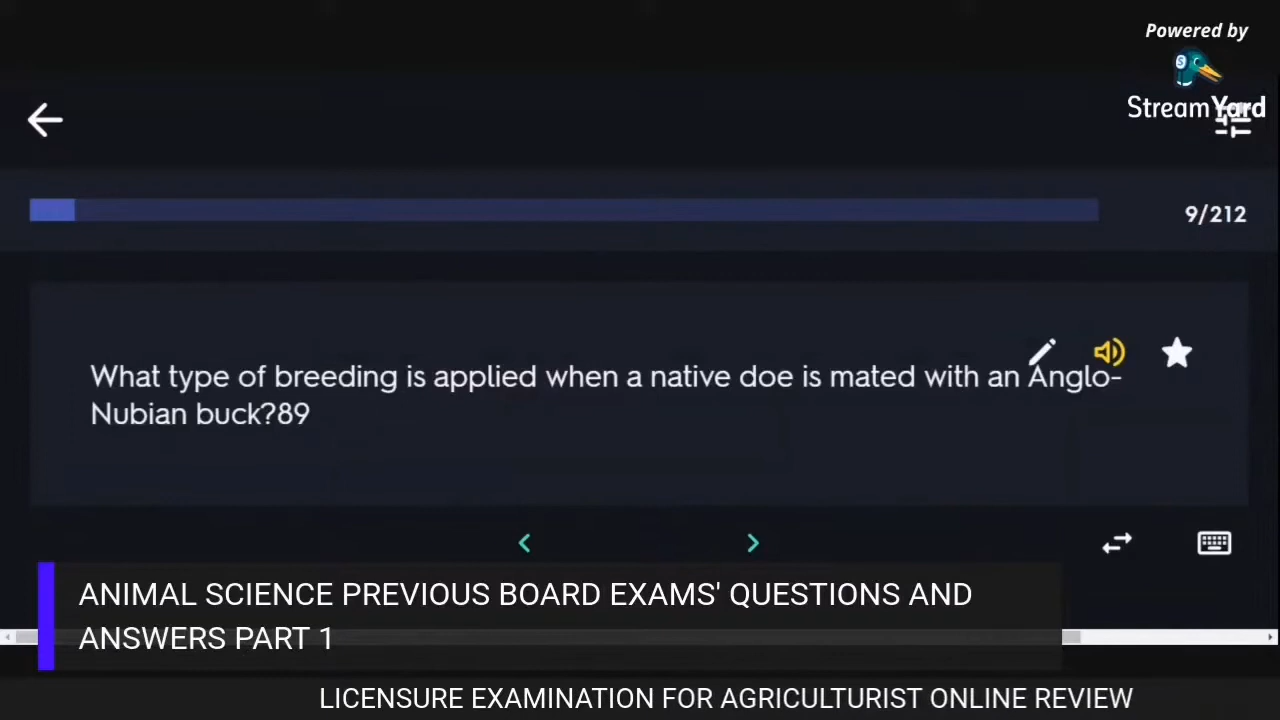 Powered by
StreamYard
9/212
What type of breeding is applied when a native doe is mated with an Anglo-
Nubian buck?89
ANIMAL SCIENCE PREVIOUS BOARD EXAMS' QUESTIONS AND
ANSWERS PART 1
LICENSURE EXAMINATION FOR AGRICULTURIST ONLINE REVIEW